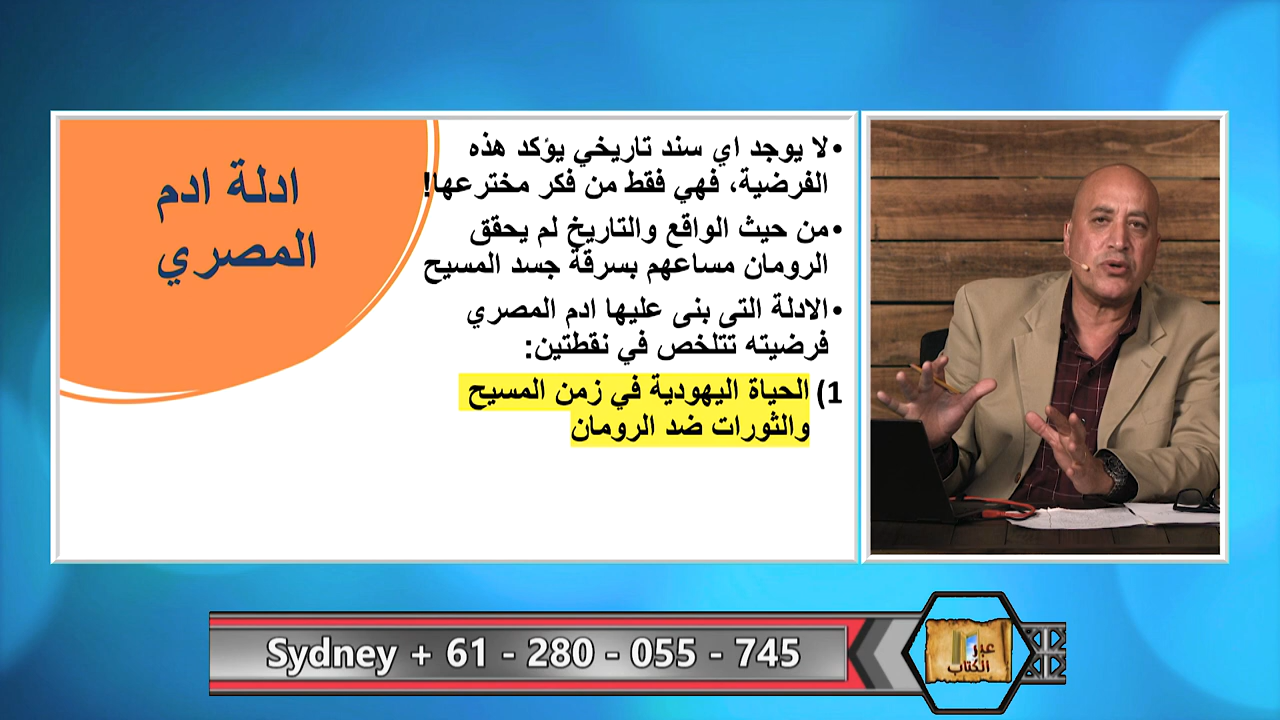 ادلة ادم
المصري
•لا يوجد اي سند تاريخي يؤكد هذه
الفرضية، فهي فقط من فكر مخترعها!
•من حيث الواقع والتاريخ لم يحقق
الرومان مساعهم بسرقة جسد المسيح
•الادلة التي بنى عليها ادم المصري
فرضيته تتلخص في نقطتين:
1) الحياة اليهودية في زمن المسيح
والثورات ضد الرومان
Sydney + 61 - 280 - 055 - 745
عبر
الكتاب